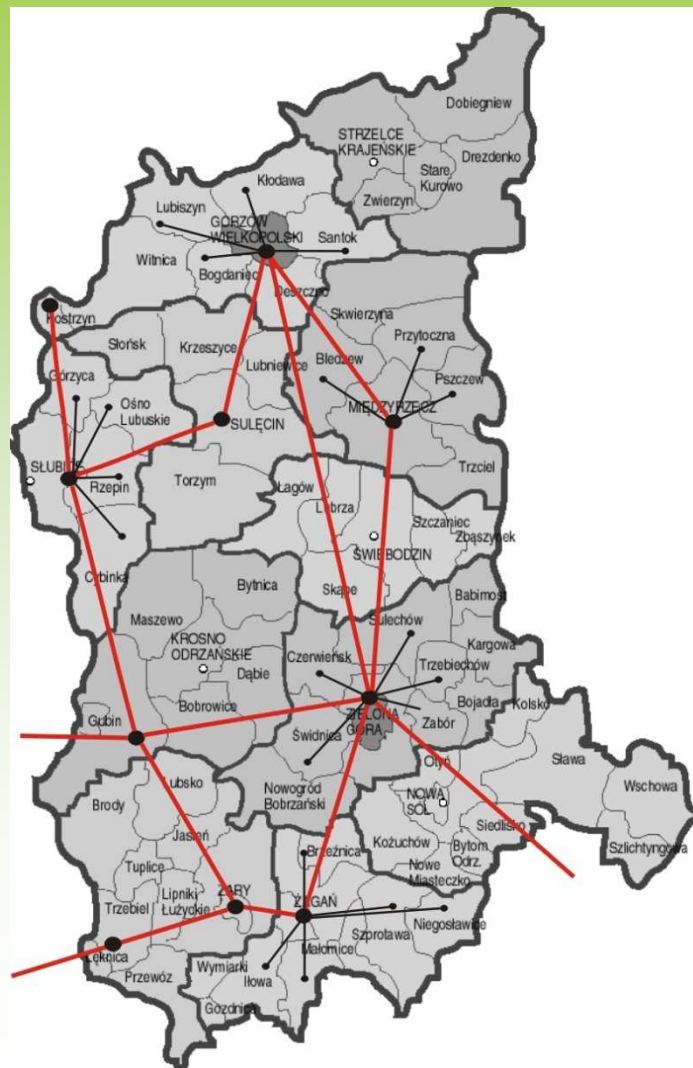 Dobiegniew
STRZELCE
KRAJEŃSKIE
Drezdenko
Stare
Kurowo
Kłodawa
Zwierzyn
Lubiszyn
GORZÓW
WIELKOPOLSKI
Santok
Witnica
Bogdaniec
Deszczno
Kostrzyn
Skwierzyna
Słońsk
Krzeszyce
Przytoczna
Lubniewice
Bledzew
Górzyca
Pszczew
Ośno
Lubuskie
MIĘDZYRZECZ
SULĘCIN
SŁUBICE
Rzepin
Torzym
Trzciel
Łagów
Lubrza
Szczaniec
Zbąszynek
ŚWIEBODZIN
Cybinka
Bytnica
Skąpe
Babimost
Maszewo
Sulechów
KROSNO
ODRZAŃSKIE
Kargowa
Czerwieńsk
Trzebiechów
Dąbie
Bobrowice
Bojadła
Kolsko
Gubin
ZIELONA
GÓRA
Zabór
Świdnica
Otyń
Sława
Lubsko
Nowogród
Bobrzański
NOWA
SÓL
Wschowa
Brody
Siedlisko
Jasień
Kożuchów
Bytom
Odrz.
Szlichtyngowa
Brzeźnica
Tuplice
Nowe
Miasteczko
Lipniki
Łużyckie
ŻARY
Trzebiel
ŻAGAŃ
Niegosławice
Szprotawa
Małomice
Łęknica
Wymiarki
Przewóz
Iłowa
Gozdnica